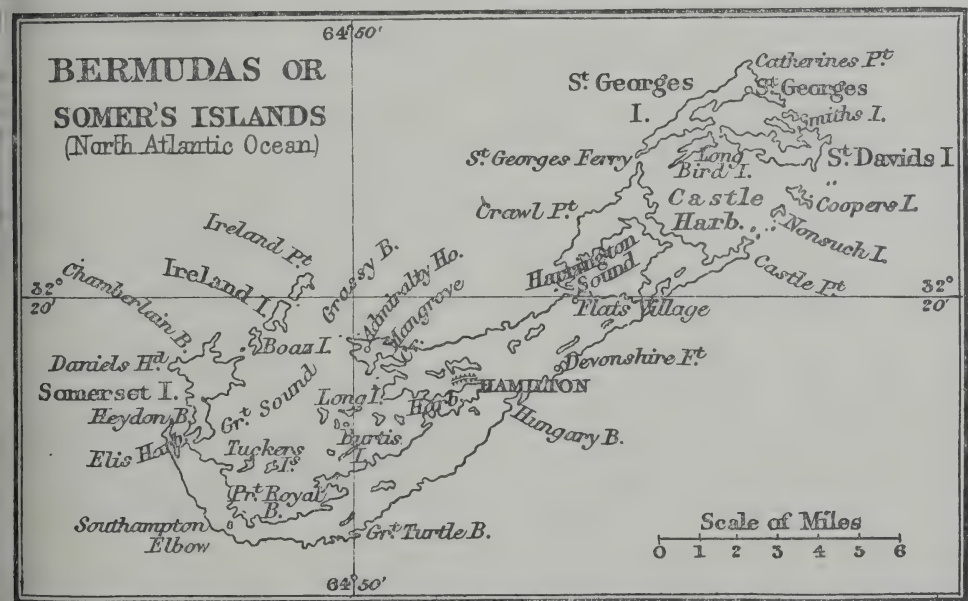 64°50'
BERMUDAS OR
SOMER'S ISLANDS
(North Atlantic Ocean)
Catherines Pt
St Georges
I.
St Georges
Smiths I.
St Georges Ferry
Long
Bird I.
St Davids I
Castle
Harb.
Coopers I.
Crawl Pt
Nonsuch I.
Castle Pt
Ireland Pt
Ireland I.
Grassy B.
Admiralty Ho.
Mangrove
Harrington
Sound
Chamberlain B.
32°
20'
32°
20'
Flats Village
Boaz I.
Daniels Hd.
Devonshire Ft
Somerset I.
Long I.
HAMILTON
Harb.
Heydon B.
Grt Sound
Hungary B.
Elis Har.
Tuckers
Is
Burtis
I.
Prt Royal
B.
Southampton
Elbow
Grt Turtle B.
Scale of Miles
0 1 2 3 4 5 6
64°50'